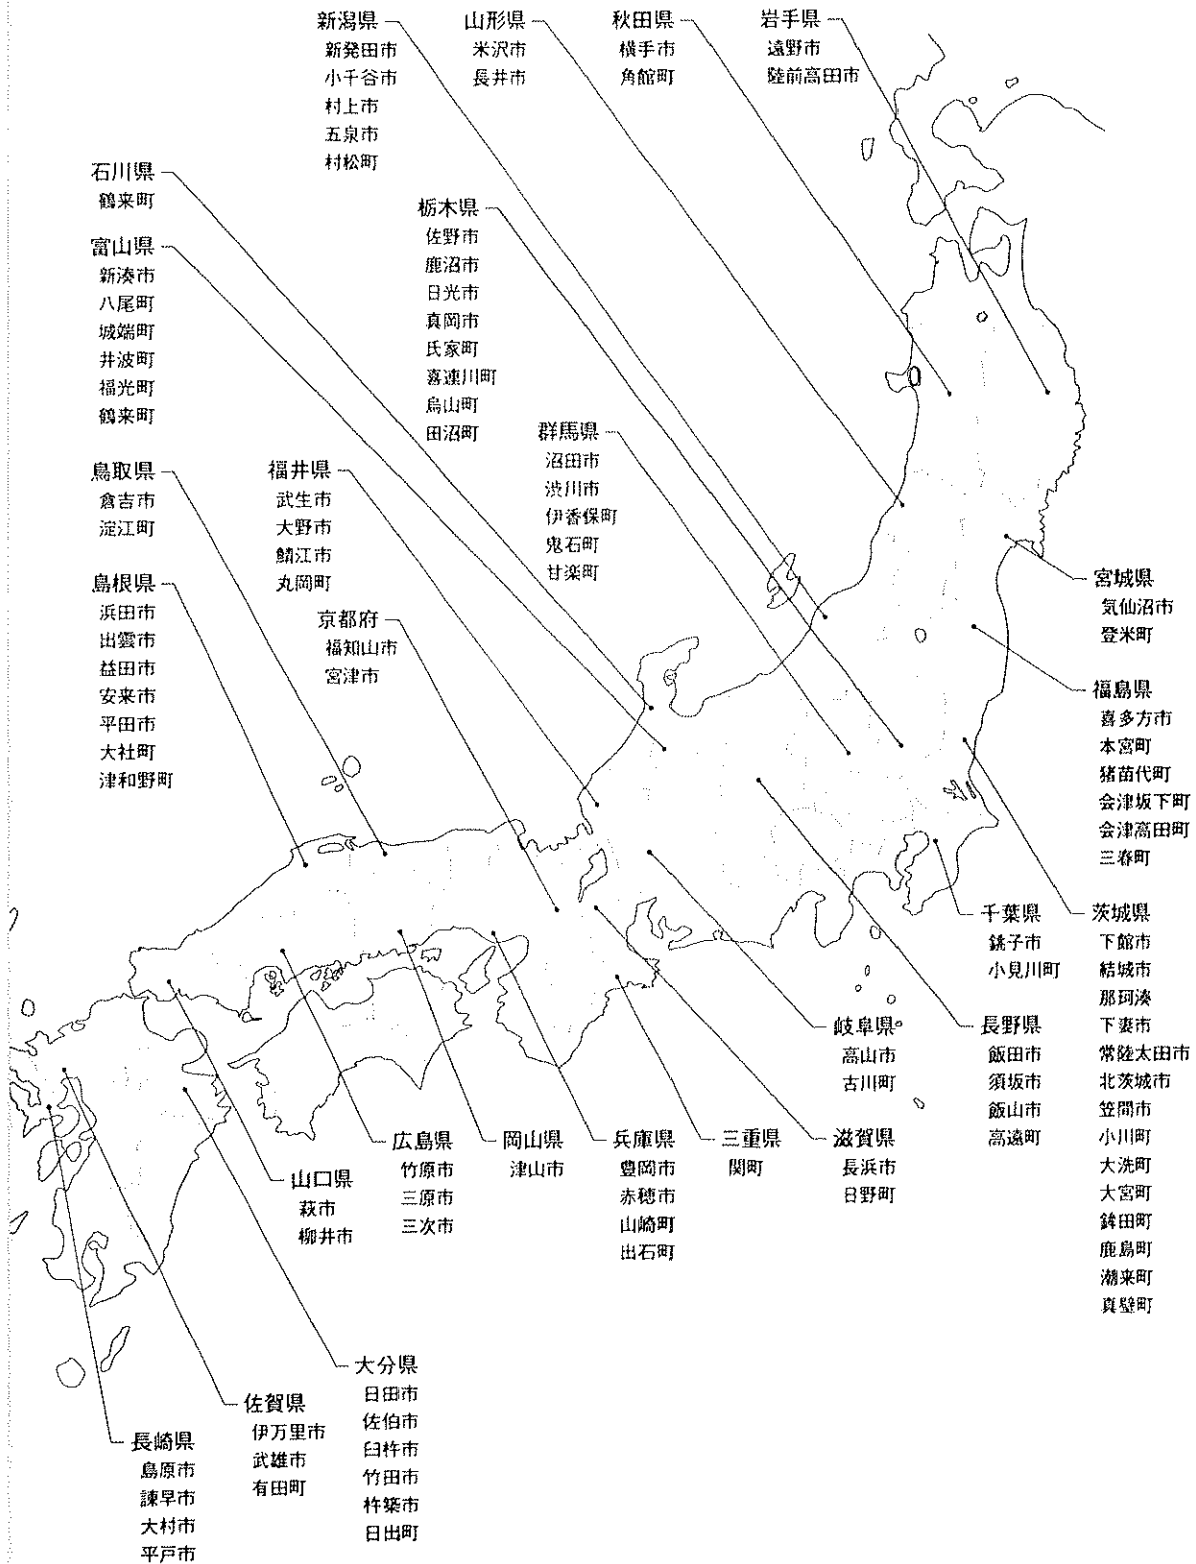 新潟県
新発田市
小千谷市
村上市
五泉市
村松町
山形県
米沢市
長井市
秋田県
横手市
角館町
岩手県
遠野市
陸前高田市
石川県
鶴来町
富山県
新湊市
八尾町
城端町
井波町
福光町
鶴来町
栃木県
佐野市
鹿沼市
日光市
真岡市
氏家町
喜連川町
烏山町
田沼町
群馬県
沼田市
渋川市
伊香保町
鬼石町
甘楽町
鳥取県
倉吉市
淀江町
福井県
武生市
大野市
鯖江市
丸岡町
島根県
浜田市
出雲市
益田市
安来市
平田市
大社町
津和野町
京都府
福知山市
宮津市
宮城県
気仙沼市
登米町
福島県
喜多方市
本宮町
猪苗代町
会津坂下町
会津高田町
三春町
千葉県
銚子市
小見川町
茨城県
下館市
結城市
那珂湊
下妻市
常陸太田市
北茨城市
笠間市
小川町
大洗町
大宮町
鉾田町
鹿島町
潮来町
真壁町
岐阜県
高山市
古川町
長野県
飯田市
須坂市
飯山市
高遠町
山口県
萩市
柳井市
広島県
竹原市
三原市
三次市
岡山県
津山市
兵庫県
豊岡市
赤穂市
山崎町
出石町
三重県
関町
滋賀県
長浜市
日野町
長崎県
島原市
諫早市
大村市
平戸市
佐賀県
伊万里市
武雄市
有田町
大分県
日田市
佐伯市
臼杵市
竹田市
杵築市
日出町